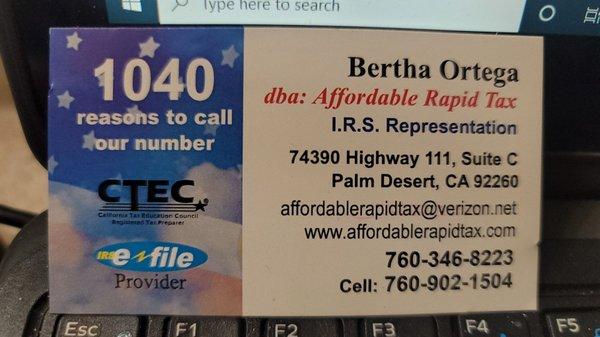 Type here to search
1040
reasons to call
our number
CTEC
California Tax Education Council
Registered Tax Preparer
IRS e file
Provider
Bertha Ortega
dba: Affordable Rapid Tax
I.R.S. Representation
74390 Highway 111, Suite C
Palm Desert, CA 92260
affordablerapidtax@verizon.net
www.affordablerapidtax.com
760-346-8223
Cell: 760-902-1504
Esc
F1
F2
F3
F4
F5